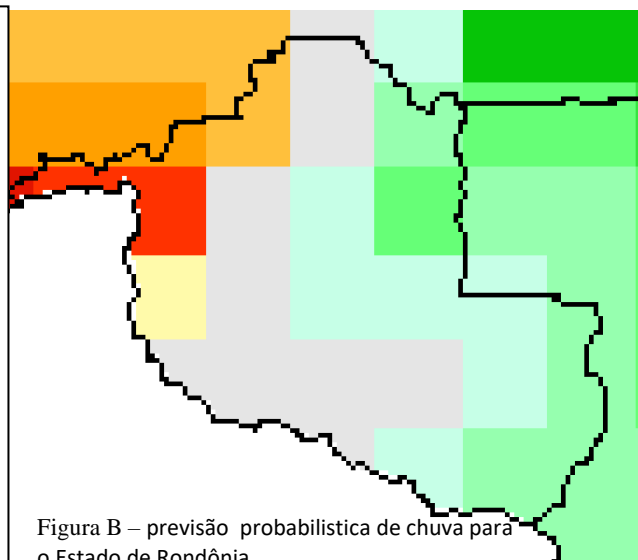 Figura B – previsão probabilistica de chuva para
o Estado de Rondônia